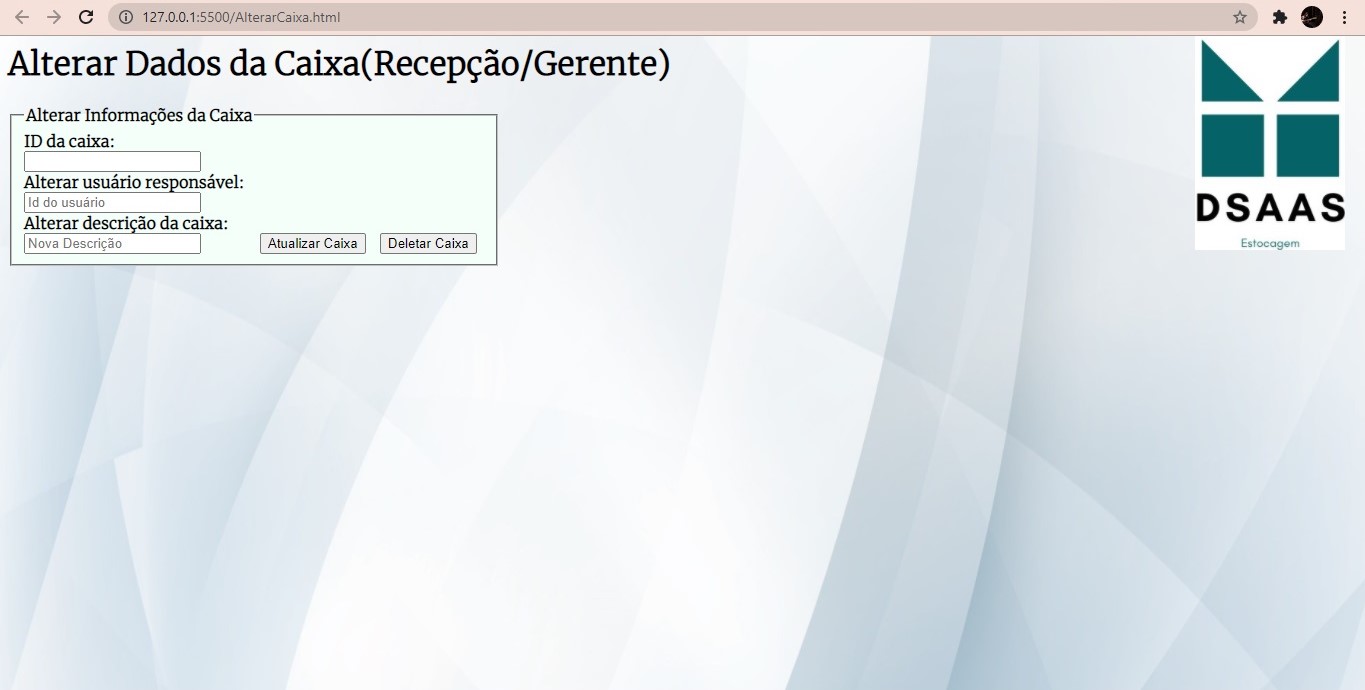 127.0.0.1:5500/AlterarCaixa.html
Alterar Dados da Caixa(Recepção/Gerente)
Alterar Informações da Caixa
ID da caixa:
Alterar usuário responsável:
Id do usuário
Alterar descrição da caixa:
Nova Descrição
Atualizar Caixa
Deletar Caixa
DSAAS
Estocagem